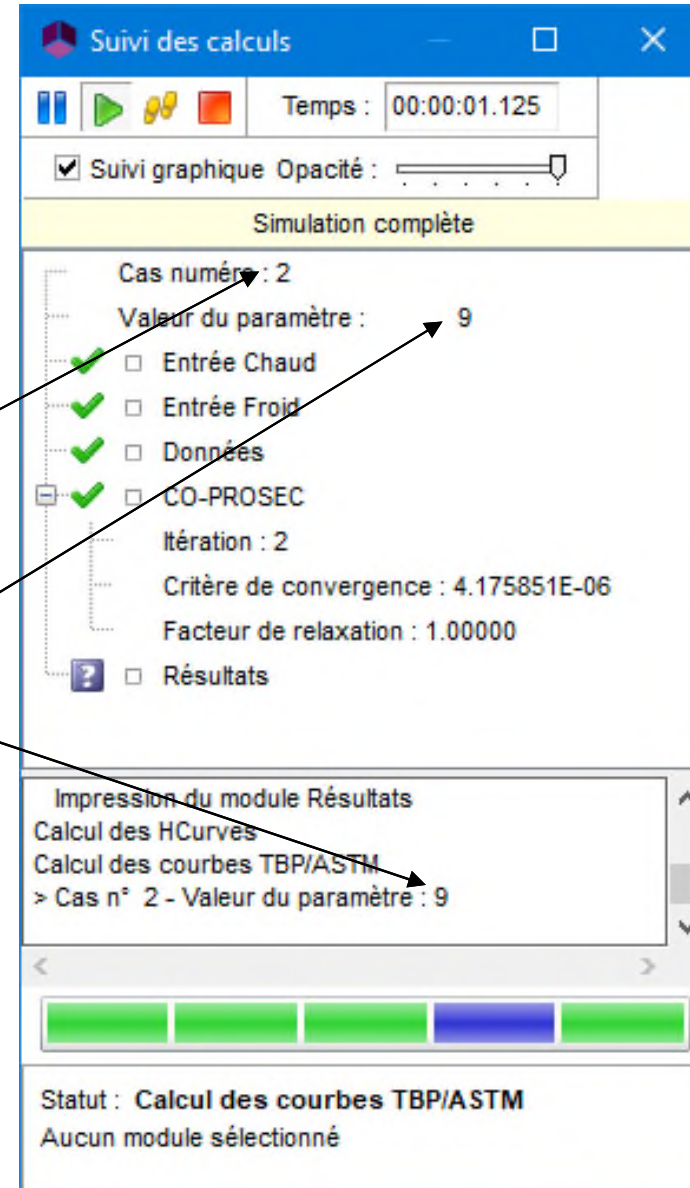 Suivi des calculs
Temps : 00:00:01.125
Suivi graphique Opacité :
Simulation complète
Cas numéro : 2
Valeur du paramètre : 9
Entrée Chaud
Entrée Froid
Données
CO-PROSEC
Itération : 2
Critère de convergence : 4.175851E-06
Facteur de relaxation : 1.00000
Résultats
Impression du module Résultats
Calcul des HCurves
Calcul des courbes TBP/ASTM
> Cas n° 2 - Valeur du paramètre : 9
Statut : Calcul des courbes TBP/ASTM
Aucun module sélectionné